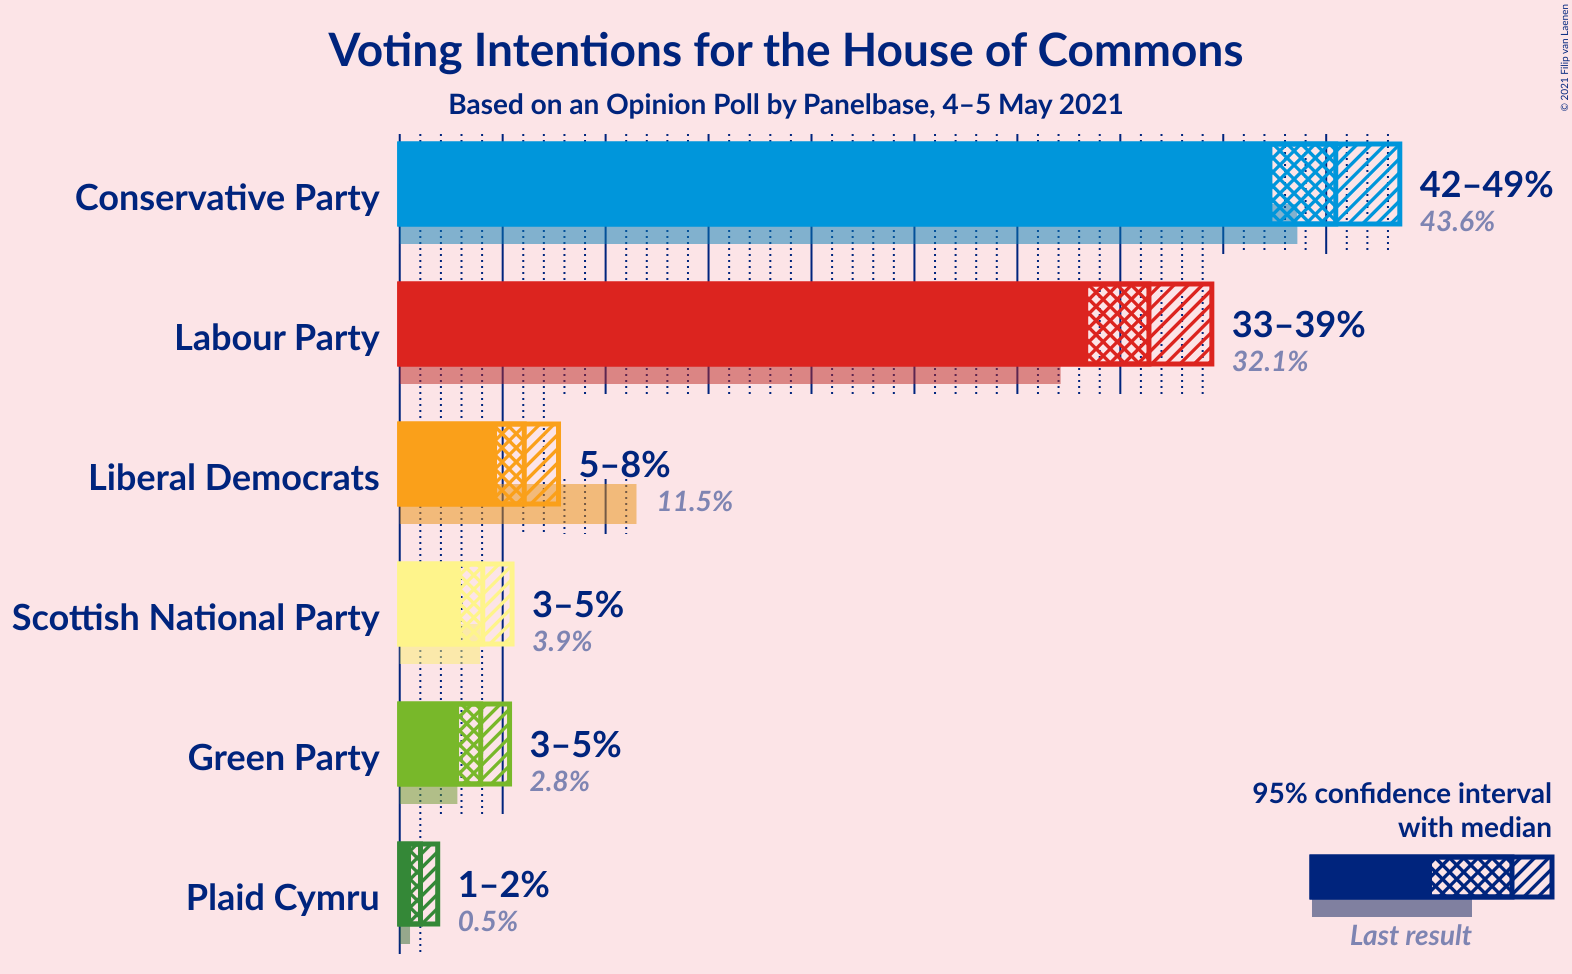 Voting Intentions for the House of Commons
Based on an Opinion Poll by Panelbase, 4–5 May 2021
© 2021 Filip van Laenen
Conservative Party
42–49%
43.6%
Labour Party
33–39%
32.1%
Liberal Democrats
5–8%
11.5%
Scottish National Party
3–5%
3.9%
Green Party
3–5%
2.8%
Plaid Cymru
1–2%
0.5%
95% confidence interval
with median
Last result